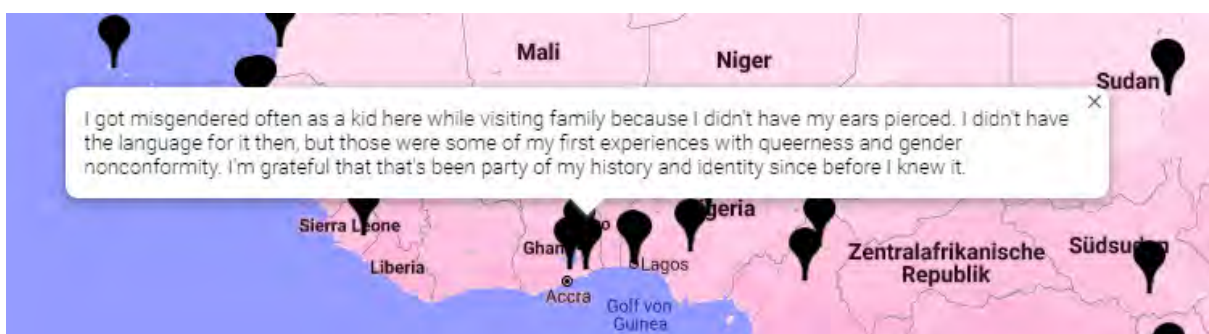 Mali
Niger
Sudan
I got misgendered often as a kid here while visiting family because I didn't have my ears pierced. I didn't have
the language for it then, but those were some of my first experiences with queerness and gender
nonconformity. I'm grateful that that's been party of my history and identity since before I knew it.
Sierra Leone
Liberia
Accra
Lagos
Golf von
Guinea
Zentralafrikanische
Republik